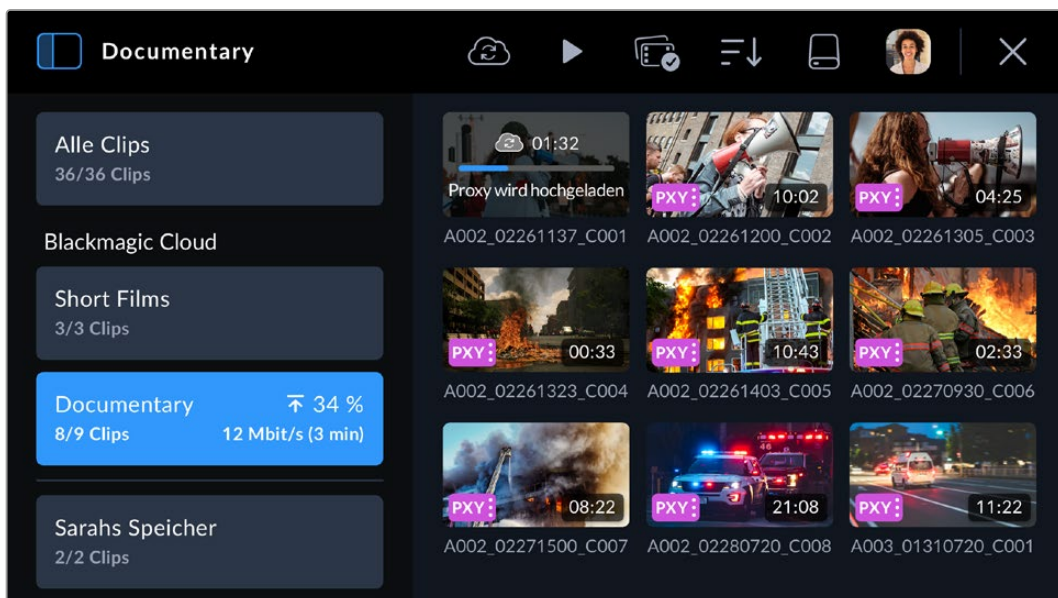 Documentary
Alle Clips
36/36 Clips
Blackmagic Cloud
Short Films
3/3 Clips
Documentary 34 %
8/9 Clips 12 Mbit/s (3 min)
Sarahs Speicher
2/2 Clips
01:32
Proxy wird hochgeladen
PXY 10:02
PXY 04:25
A002_02261137_C001 A002_02261200_C002 A002_02261305_C003
PXY 00:33
PXY 10:43
PXY 02:33
A002_02261323_C004 A002_02261403_C005 A002_02270930_C006
PXY 08:22
46
PXY 21:08
PXY 11:22
A002_02271500_C007 A002_02280720_C008 A003_01310720_C001